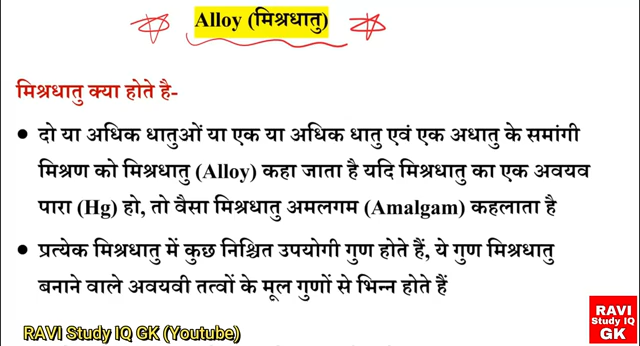 Alloy (मिश्रधातु)
मिश्रधातु क्या होते है-
● दो या अधिक धातुओं या एक या अधिक धातु एवं एक अधातु के समांगी
मिश्रण को मिश्रधातु (Alloy) कहा जाता है यदि मिश्रधातु का एक अवयव
पारा (Hg) हो, तो वैसा मिश्रधातु अमलगम (Amalgam) कहलाता है
● प्रत्येक मिश्रधातु में कुछ निश्चित उपयोगी गुण होते हैं, ये गुण मिश्रधातु
बनाने वाले अवयवी तत्वों के मूल गुणों से भिन्न होते हैं
RAVI Study IQ GK (Youtube)
RAVI
Study IQ
GK